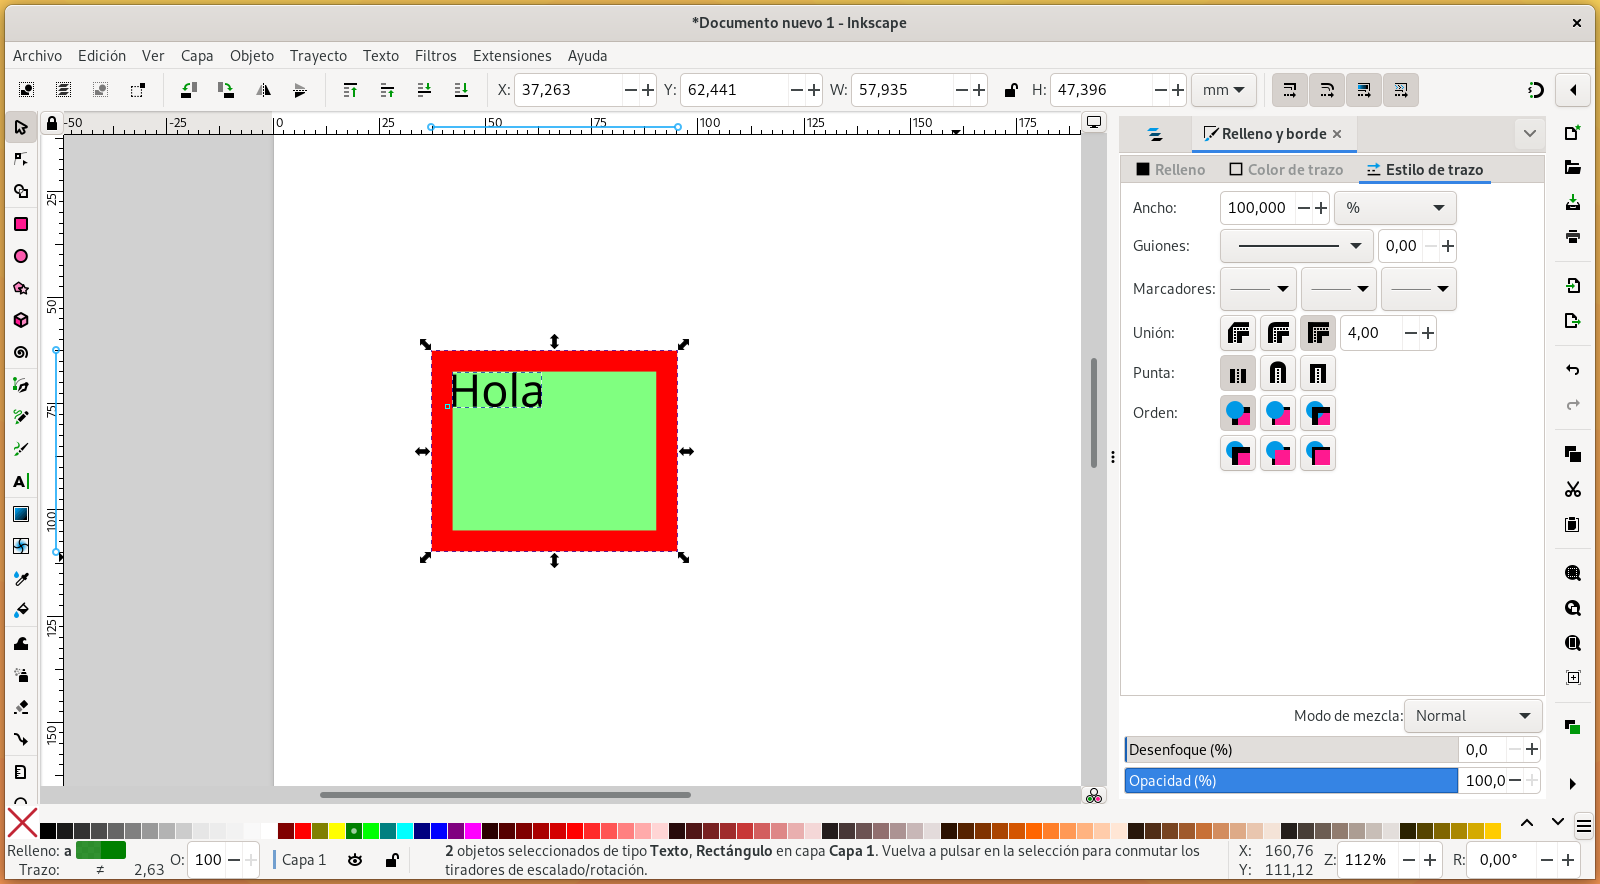 *Documento nuevo 1 - Inkscape
Archivo Edición Ver Capa Objeto Trayecto Texto Filtros Extensiones Ayuda
X: 37,263 Y: 62,441 W: 57,935 H: 47,396 mm
-50 -25 0 25 50 75 100 125 150 175
25
50
75
100
125
150
Hola
Relleno y borde
Relleno Color de trazo Estilo de trazo
Ancho: 100,000 %
Guiones: 0,00
Marcadores:
Unión: 4,00
Punta:
Orden:
Modo de mezcla: Normal
Desenfoque (%) 0,0
Opacidad (%) 100,0
Relleno: a
Trazo: ≠ 2,63
O: 100
Capa 1
2 objetos seleccionados de tipo Texto, Rectángulo en capa Capa 1. Vuelva a pulsar en la selección para conmutar los
tiradores de escalado/rotación.
X: 160,76
Y: 111,12
Z: 112%
R: 0,00°